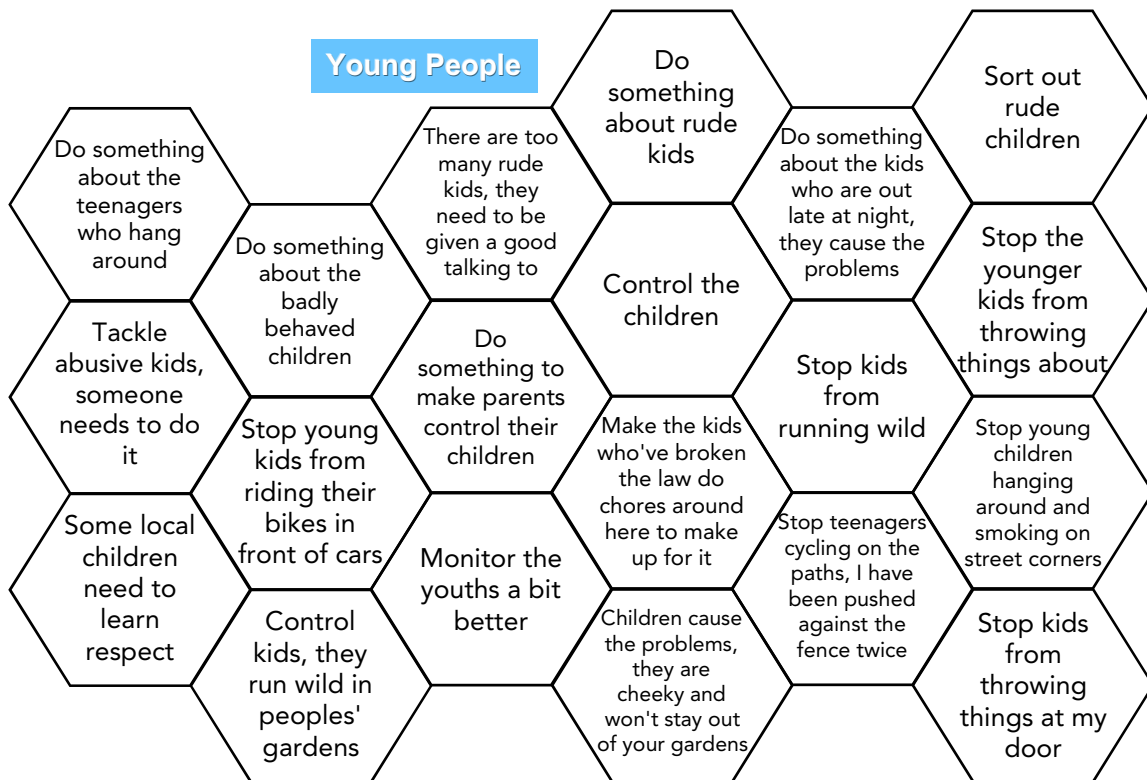 Young People
Do something
about the
teenagers
who hang
around
Tackle
abusive kids,
someone
needs to do
it
Some local
children
need to
learn
respect
Do something
about the
badly
behaved
children
Stop young
kids from
riding their
bikes in
front of cars
Control
kids, they
run wild in
peoples'
gardens
There are too
many rude
kids, they
need to be
given a good
talking to
Do
something to
make parents
control their
children
Monitor the
youths a bit
better
Do
something
about rude
kids
Control the
children
Make the kids
who've broken
the law do
chores around
here to make
up for it
Children cause
the problems,
they are
cheeky and
won't stay out
of your gardens
Do something
about the kids
who are out
late at night,
they cause the
problems
Stop kids
from
running wild
Stop teenagers
cycling on the
paths, I have
been pushed
against the
fence twice
Sort out
rude
children
Stop the
younger
kids from
throwing
things about
Stop young
children
hanging
around and
smoking on
street corners
Stop kids
from
throwing
things at my
door